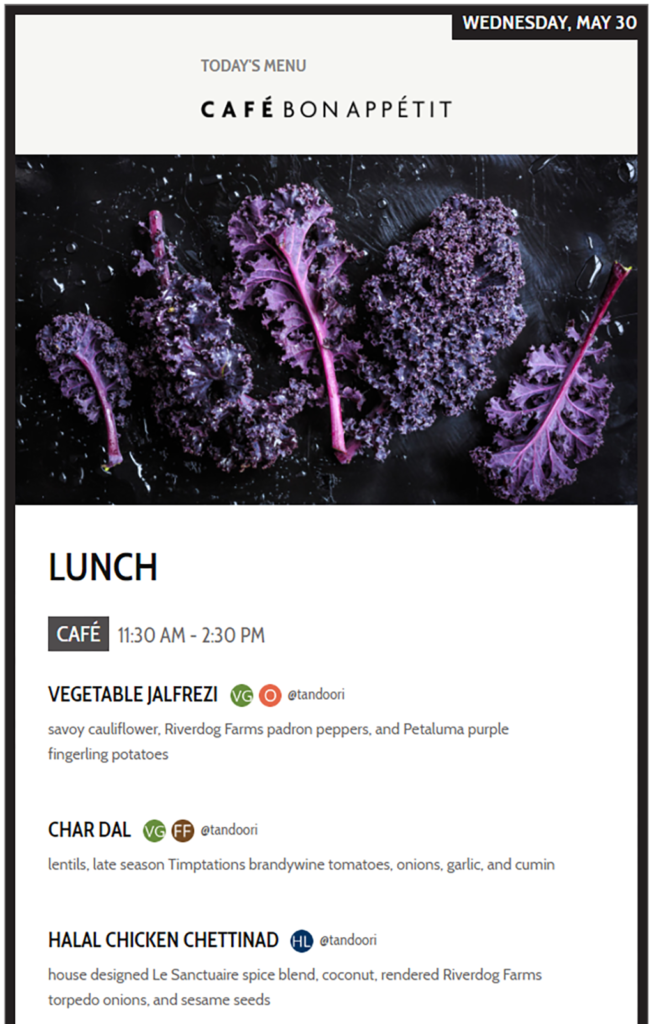 WEDNESDAY, MAY 30
TODAY'S MENU
CAFÉ BON APPÉTIT
LUNCH
CAFÉ 11:30 AM - 2:30 PM
VEGETABLE JALFREZI VG O @tandoori
savoy cauliflower, Riverdog Farms padron peppers, and Petaluma purple
fingerling potatoes
CHAR DAL VG FF @tandoori
lentils, late season Timptations brandywine tomatoes, onions, garlic, and cumin
HALAL CHICKEN CHETTINAD HL @tandoori
house designed Le Sanctuaire spice blend, coconut, rendered Riverdog Farms
torpedo onions, and sesame seeds